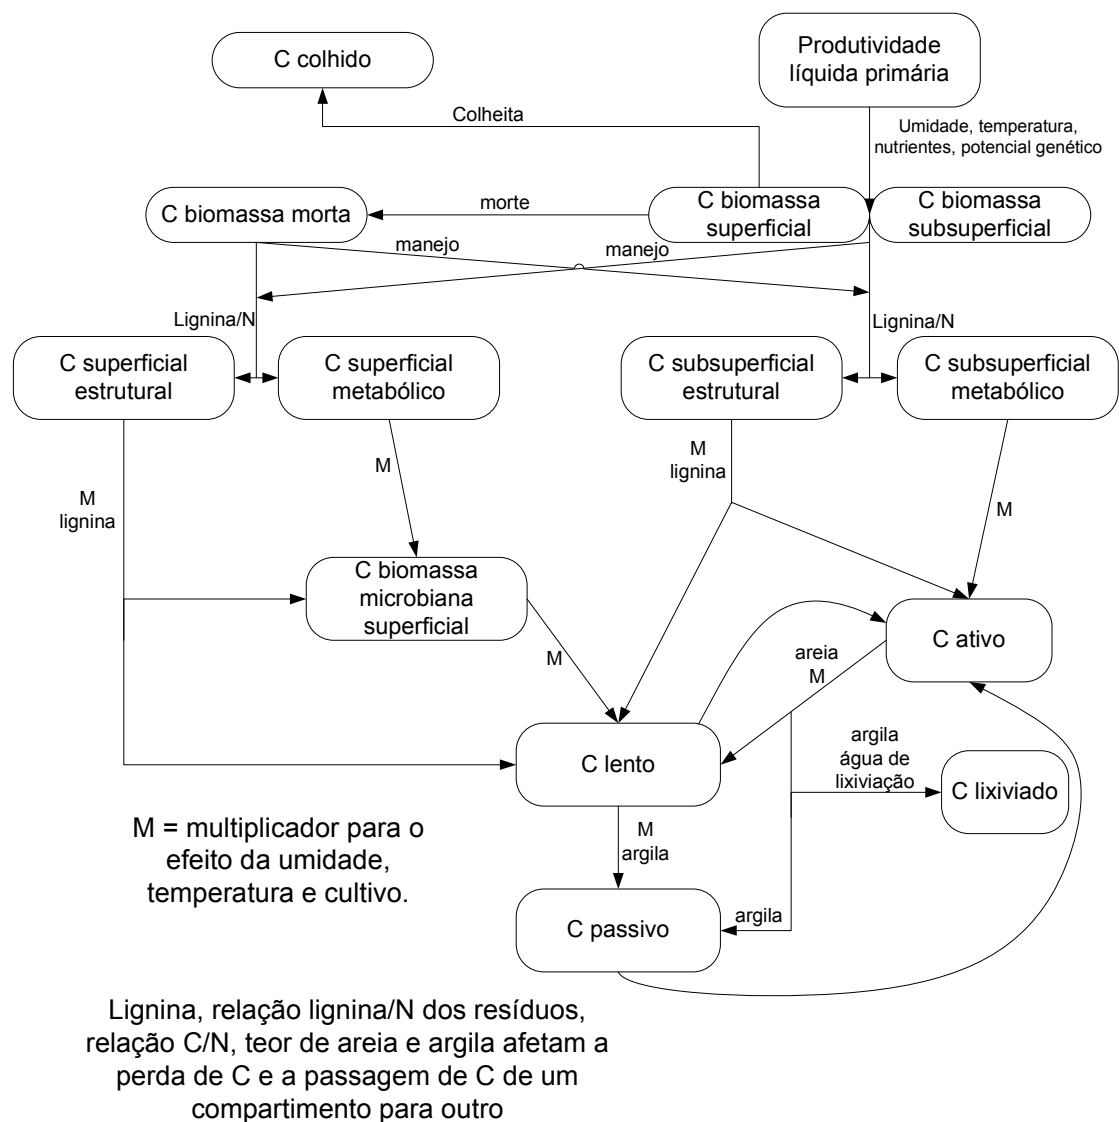 C colhido
Produtividade
líquida primária
Colheita
Umidade, temperatura,
nutrientes, potencial genético
C biomassa morta
morte
C biomassa
superficial
C biomassa
subsuperficial
manejo
manejo
Lignina/N
Lignina/N
C superficial
estrutural
C superficial
metabólico
C subsuperficial
estrutural
C subsuperficial
metabólico
M
lignina
M
M
lignina
M
C biomassa
microbiana
superficial
M
areia
M
C ativo
C lento
argila
água de
lixiviação
C lixiviado
M = multiplicador para o
efeito da umidade,
temperatura e cultivo.
M
argila
C passivo
argila
Lignina, relação lignina/N dos resíduos,
relação C/N, teor de areia e argila afetam a
perda de C e a passagem de C de um
compartimento para outro